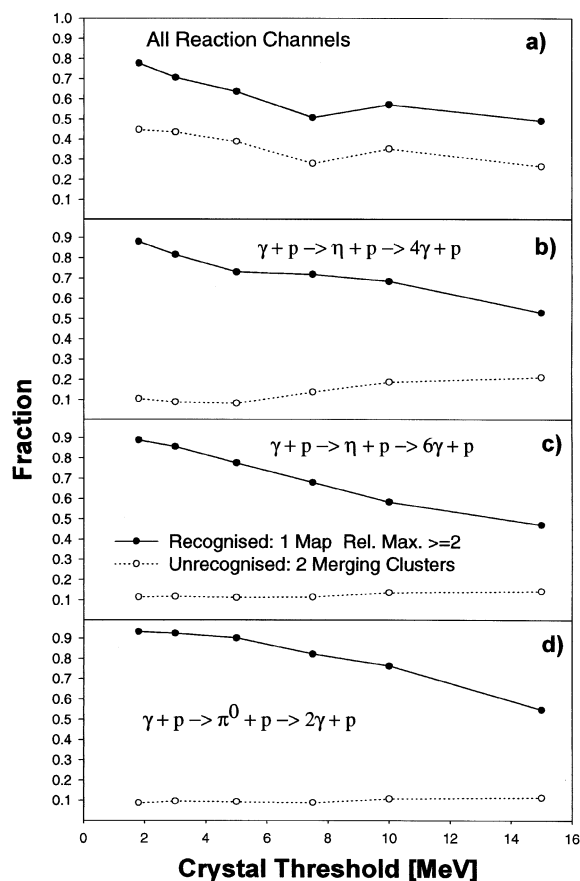 1.0
0.9
0.8
0.7
0.6
0.5
0.4
0.3
0.2
0.1
All Reaction Channels
a)
0.9
0.8
0.7
0.6
0.5
0.4
0.3
0.2
0.1
γ + p −> η + p −> 4γ + p
b)
Fraction
0.9
0.8
0.7
0.6
0.5
0.4
0.3
0.2
0.1
γ + p −> η + p −> 6γ + p
c)
Recognised: 1 Map Rel. Max. >=2
Unrecognised: 2 Merging Clusters
0.9
0.8
0.7
0.6
0.5
0.4
0.3
0.2
0.1
d)
γ + p −> π⁰ + p −> 2γ + p
0 2 4 6 8 10 12 14 16
Crystal Threshold [MeV]